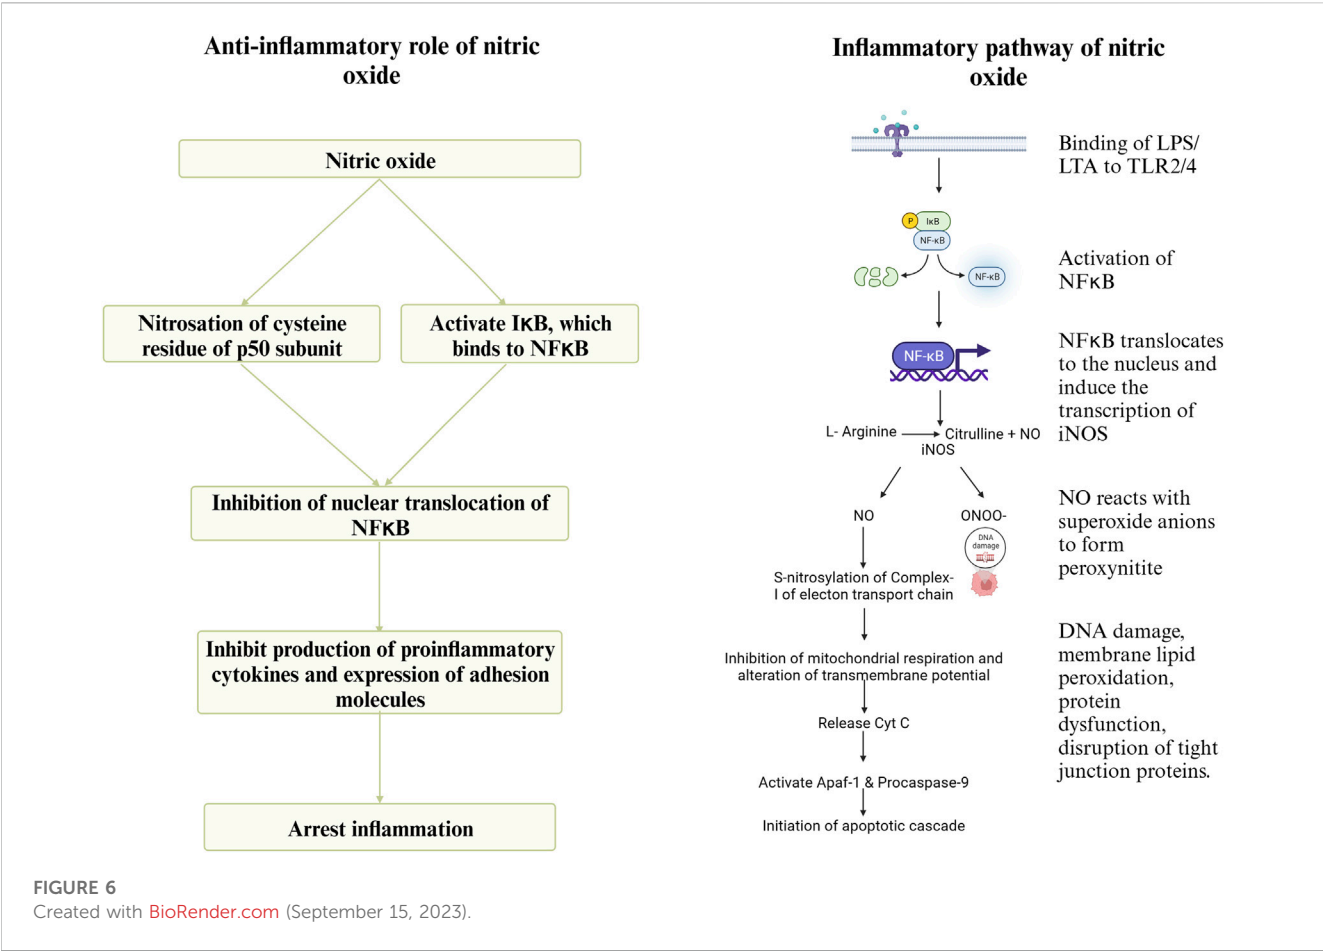 Anti-inflammatory role of nitric
oxide
Nitric oxide
Nitrosation of cysteine
residue of p50 subunit
Activate IκB, which
binds to NFκB
Inhibition of nuclear translocation of
NFκB
Inhibit production of proinflammatory
cytokines and expression of adhesion
molecules
Arrest inflammation
Inflammatory pathway of nitric
oxide
Binding of LPS/
LTA to TLR2/4
P
IκB
NF-κB
NF-κB
Activation of
NFκB
NF-κB
NFκB translocates
to the nucleus and
induce the
transcription of
iNOS
L- Arginine
Citrulline + NO
iNOS
NO
ONOO-
DNA
damage
NO reacts with
superoxide anions
to form
peroxynitite
S-nitrosylation of Complex-
I of electon transport chain
Inhibition of mitochondrial respiration and
alteration of transmembrane potential
Release Cyt C
Activate Apaf-1 & Procaspase-9
Initiation of apoptotic cascade
DNA damage,
membrane lipid
peroxidation,
protein
dysfunction,
disruption of tight
junction proteins.
FIGURE 6
Created with BioRender.com (September 15, 2023).